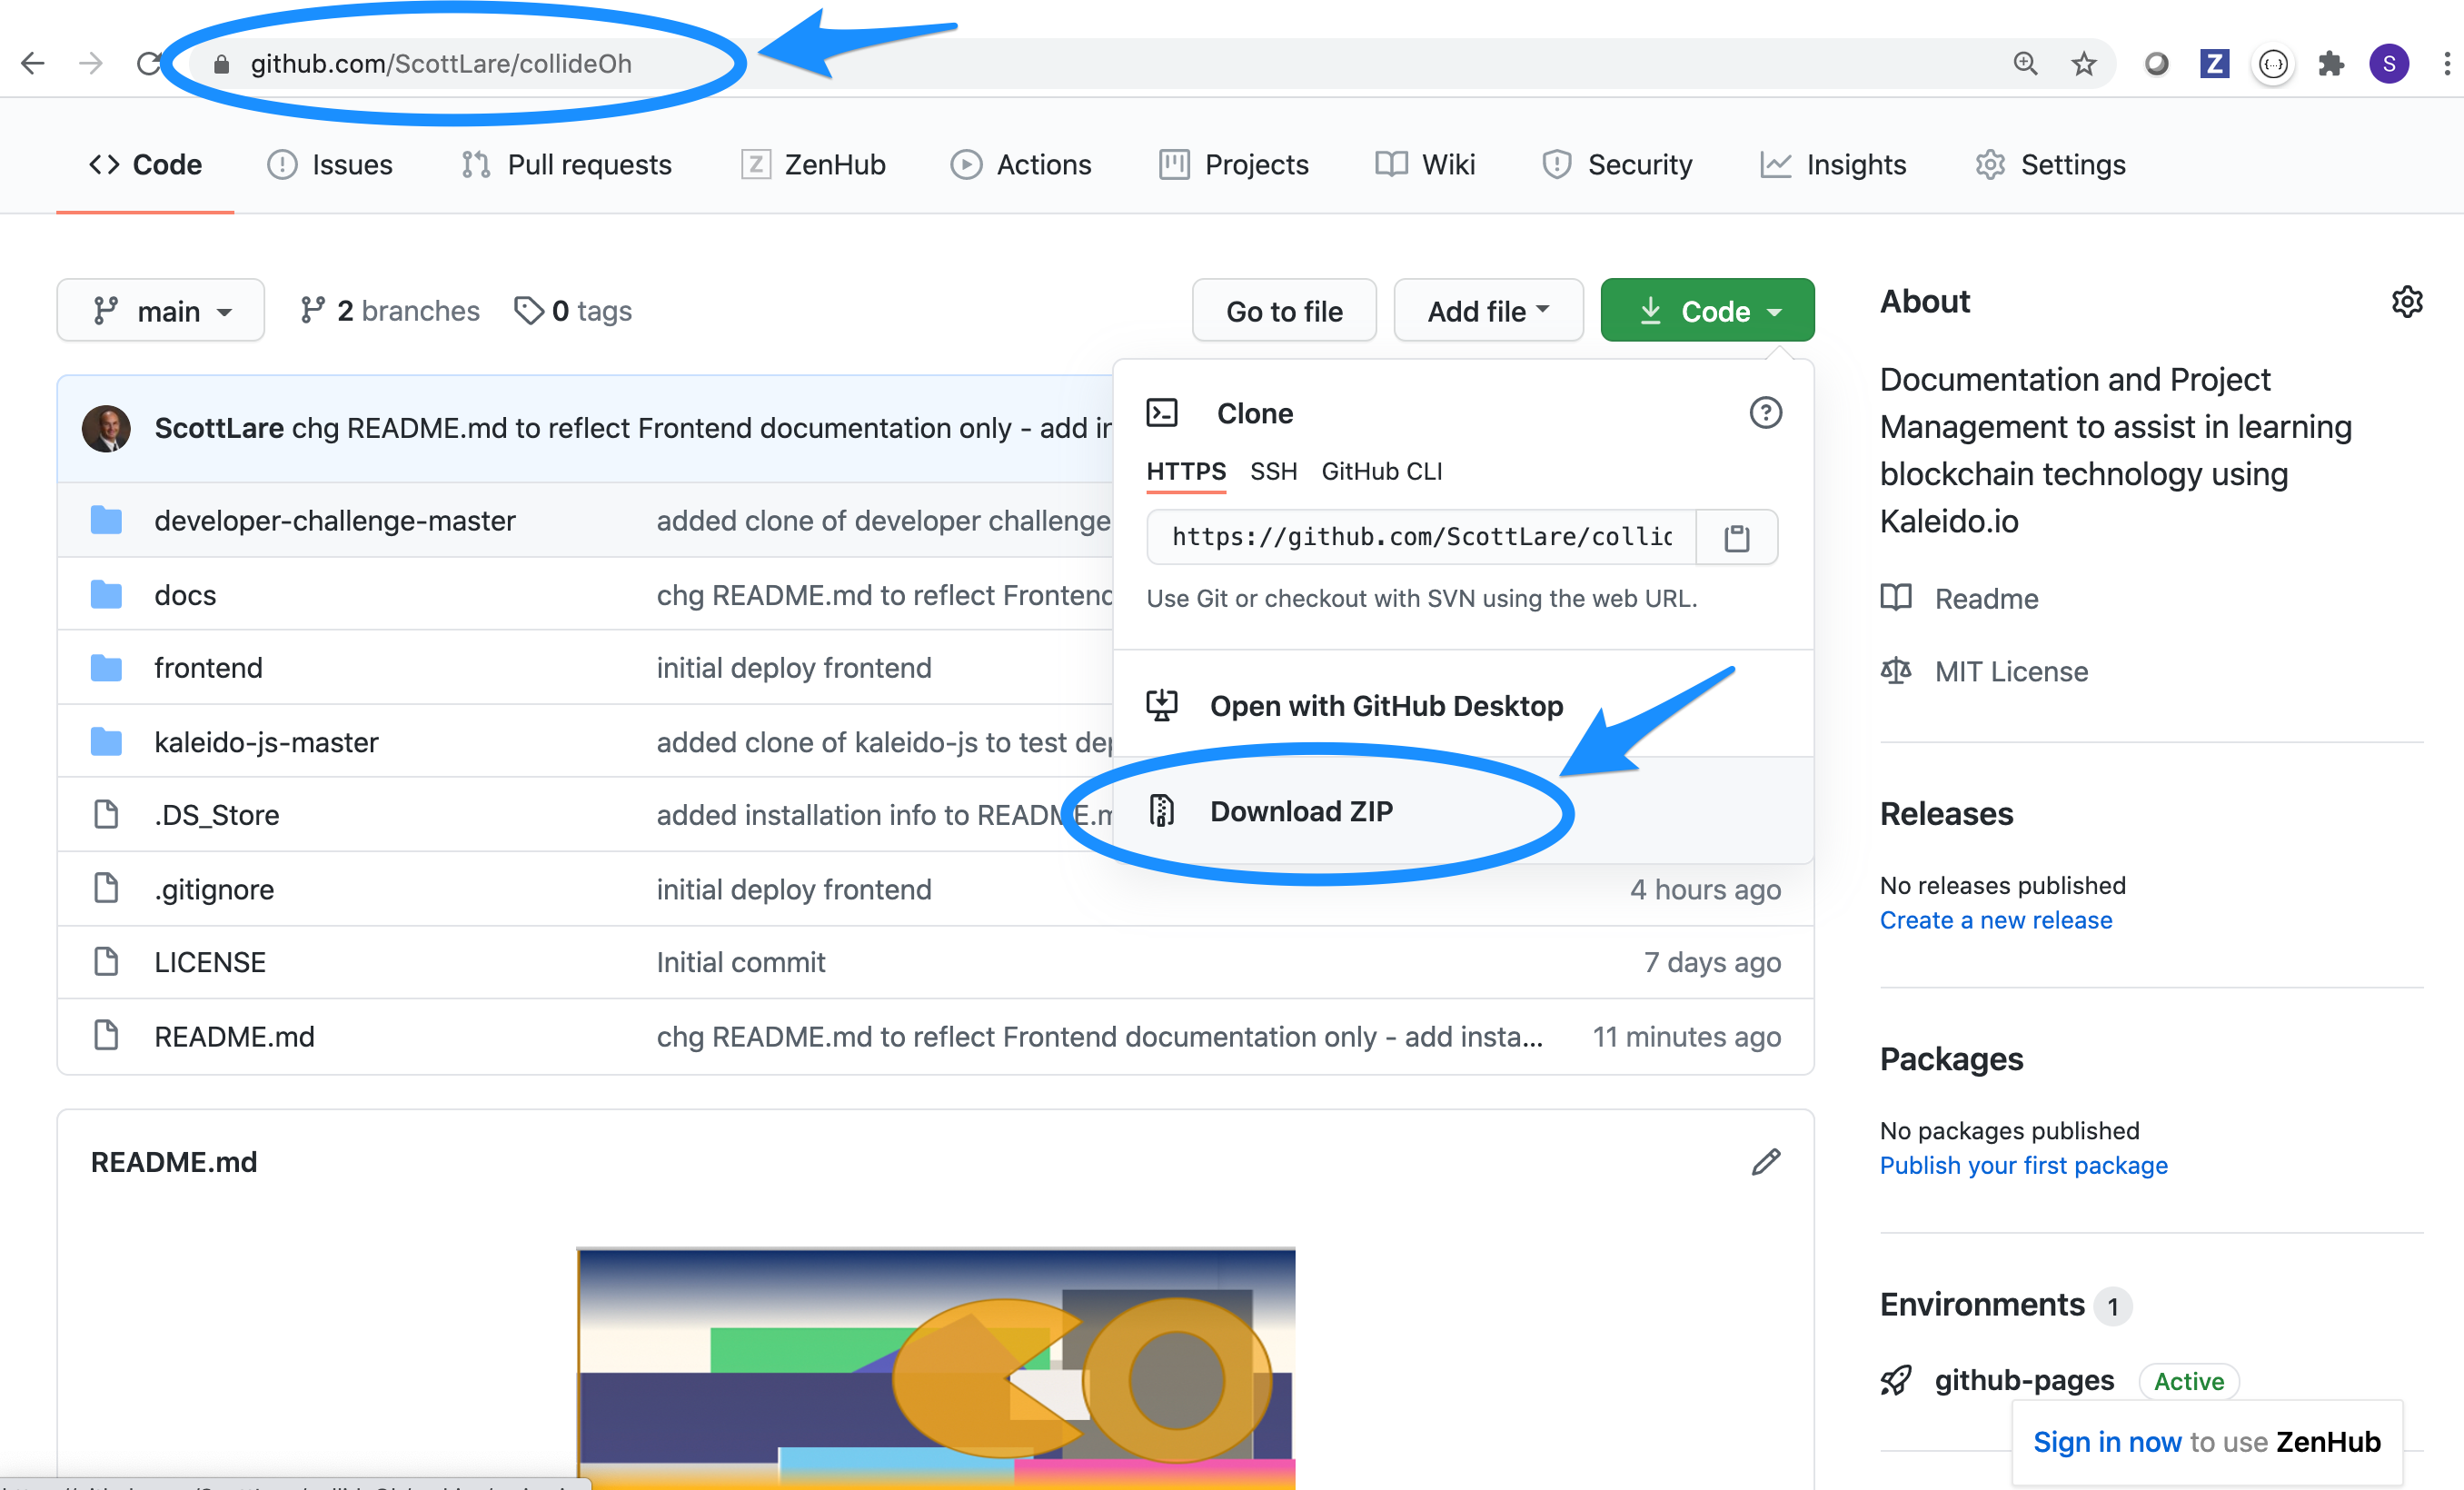 github.com/ScottLare/collideOh
S
Code
Issues
Pull requests
Z ZenHub
Actions
Projects
Wiki
Security
Insights
Settings
main
2 branches
0 tags
Go to file
Add file
Code
ScottLare chg README.md to reflect Frontend documentation only - add
developer-challenge-master added clone of developer challenge
docs chg README.md to reflect Frontend
frontend initial deploy frontend
kaleido-js-master added clone of kaleido-js to test
.DS_Store added installation info to
.gitignore initial deploy frontend 4 hours ago
LICENSE Initial commit 7 days ago
README.md chg README.md to reflect Frontend documentation only - add insta... 11 minutes ago
Clone
HTTPS SSH GitHub CLI
https://github.com/ScottLare/collid
Use Git or checkout with SVN using the web URL.
Open with GitHub Desktop
Download ZIP
README.md
CO
About
Documentation and Project
Management to assist in learning
blockchain technology using
Kaleido.io
Readme
MIT License
Releases
No releases published
Create a new release
Packages
No packages published
Publish your first package
Environments 1
github-pages Active
Sign in now to use ZenHub